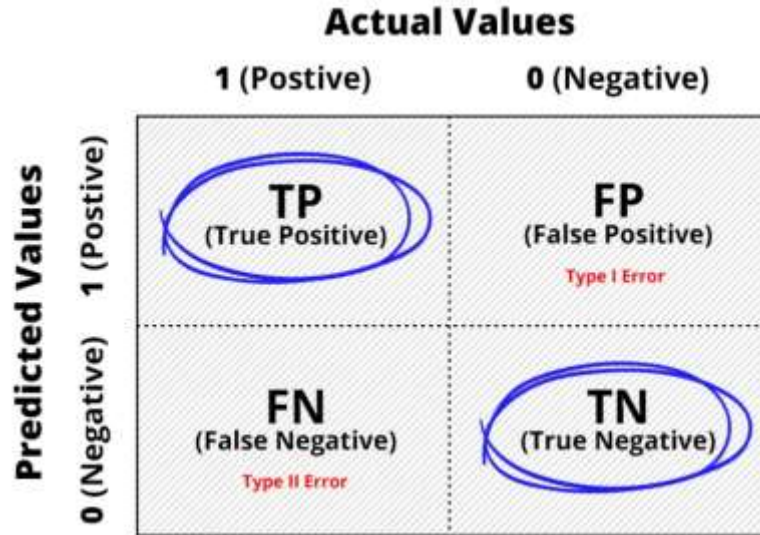 Actual Values
1 (Postive)
0 (Negative)
Predicted Values
1 (Postive)
TP
(True Positive)
FP
(False Positive)
Type I Error
0 (Negative)
FN
(False Negative)
Type II Error
TN
(True Negative)